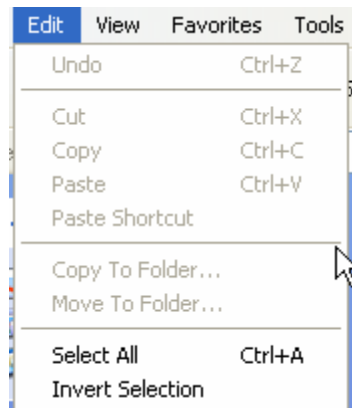 Edit View Favorites Tools
Undo Ctrl+Z
Cut Ctrl+X
Copy Ctrl+C
Paste Ctrl+V
Paste Shortcut
Copy To Folder...
Move To Folder...
Select All Ctrl+A
Invert Selection